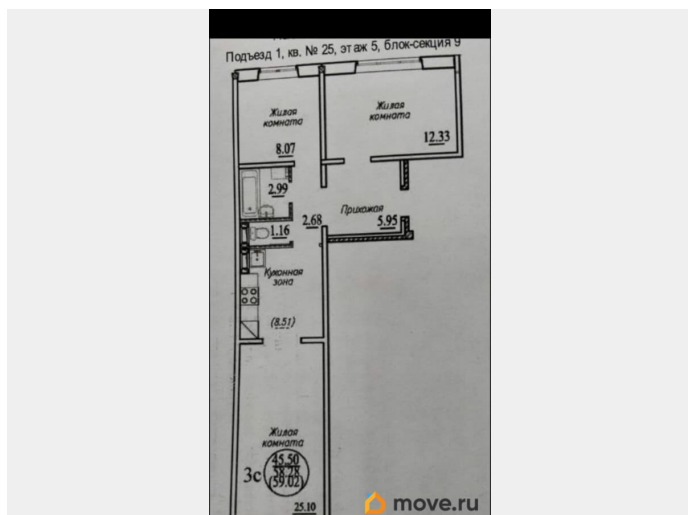 Подъезд 1, кв. № 25, этаж 5, блок-секция 9
Жилая
комната
8.07
Жилая
комната
12.33
2.99
Прихожая
5.95
2.68
1.16
Кухонная
зона
(8.51)
Жилая
комната
3с
45.50
58.28
(59.02)
25.10
move.ru